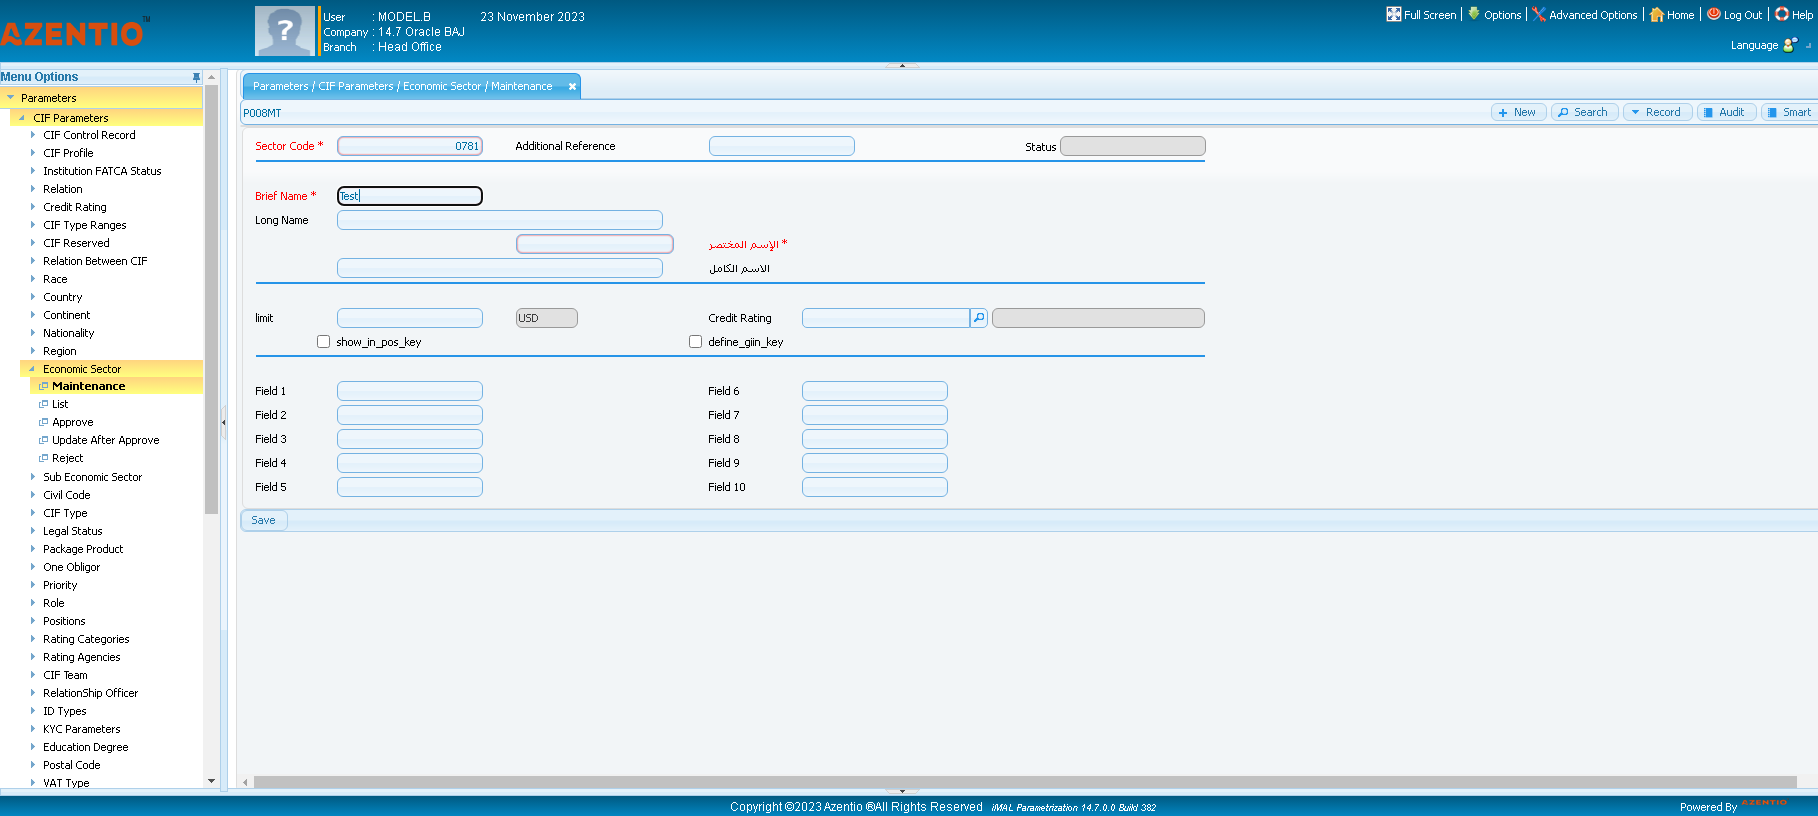 AZENTIO™
User : MODEL.B 23 November 2023
Company : 14.7 Oracle BAJ
Branch : Head Office
Full Screen | Options | Advanced Options | Home | Log Out | Help
Language
Menu Options
Parameters
CIF Parameters
CIF Control Record
CIF Profile
Institution FATCA Status
Relation
Credit Rating
CIF Type Ranges
CIF Reserved
Relation Between CIF
Race
Country
Continent
Nationality
Region
Economic Sector
Maintenance
List
Approve
Update After Approve
Reject
Sub Economic Sector
Civil Code
CIF Type
Legal Status
Package Product
One Obligor
Priority
Role
Positions
Rating Categories
Rating Agencies
CIF Team
RelationShip Officer
ID Types
KYC Parameters
Education Degree
Postal Code
VAT Type
Parameters / CIF Parameters / Economic Sector / Maintenance
P008MT
New Search Record Audit Smart
Sector Code * 0781 Additional Reference Status
Brief Name * Test
Long Name
الإسم المختصر *
الاسم الكامل
limit USD Credit Rating
show_in_pos_key define_giin_key
Field 1 Field 6
Field 2 Field 7
Field 3 Field 8
Field 4 Field 9
Field 5 Field 10
Save
Copyright ©2023 Azentio ®All Rights Reserved iMAL Parametrization 14.7.0.0 Build 382
Powered By AZENTIO